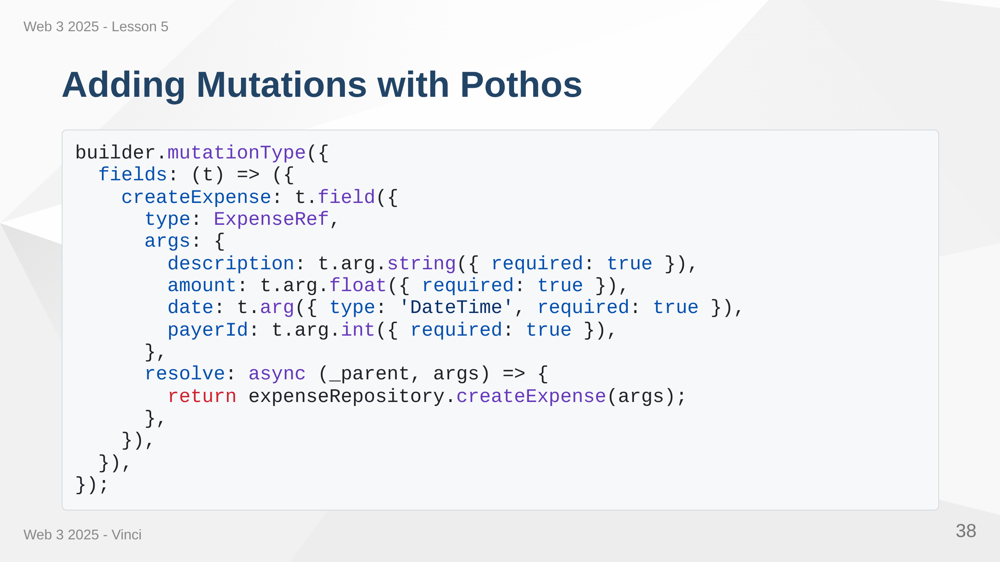 Web 3 2025 - Lesson 5
Adding Mutations with Pothos
builder.mutationType({
  fields: (t) => ({
    createExpense: t.field({
      type: ExpenseRef,
      args: {
        description: t.arg.string({ required: true }),
        amount: t.arg.float({ required: true }),
        date: t.arg({ type: 'DateTime', required: true }),
        payerId: t.arg.int({ required: true }),
      },
      resolve: async (_parent, args) => {
        return expenseRepository.createExpense(args);
      },
    }),
  }),
});
Web 3 2025 - Vinci
38